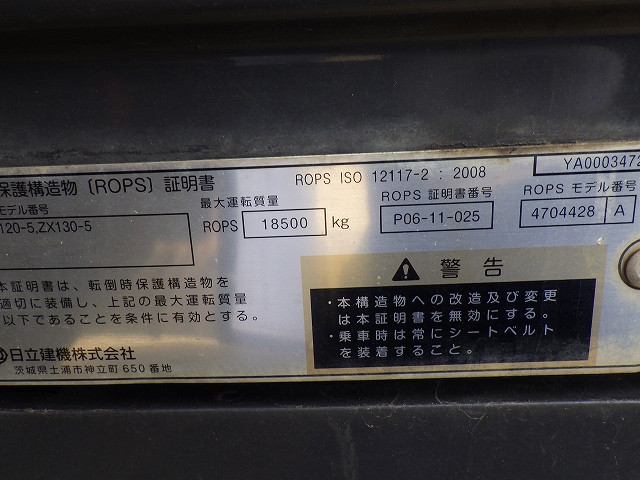 保護構造物 (ROPS) 証明書
ROPS ISO 12117-2 : 2008
YA0003472
モデル番号
120-5,ZX130-5
最大運転質量
ROPS 18500 kg
ROPS 証明書番号
P06-11-025
ROPS モデル番号
4704428 A
本証明書は、転倒時保護構造物を
適切に装備し、上記の最大運転質量
以下であることを条件に有効とする。
日立建機株式会社
茨城県土浦市神立町 650 番地
警告
・本構造物への改造及び変更
は本証明書を無効にする。
・乗車時は常にシートベルト
を装着すること。